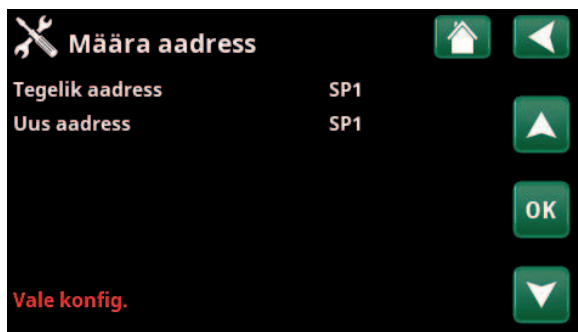 Määra aadress
Tegelik aadress SP1
Uus aadress SP1
OK
Vale konfig.